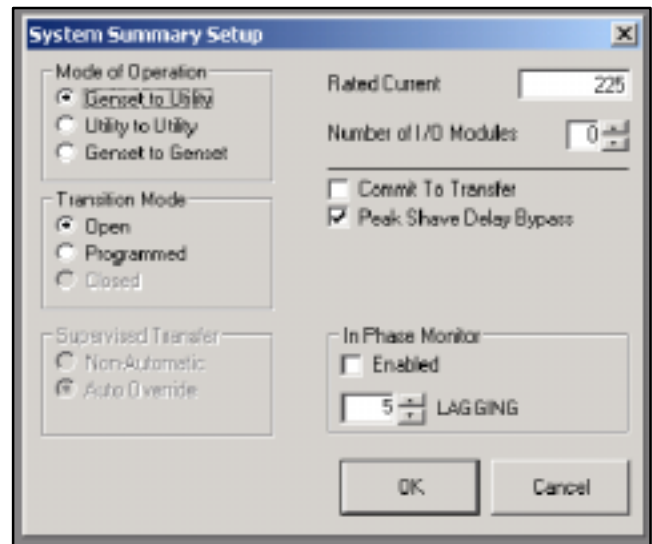 System Summary Setup
Mode of Operation
Genset to Utility
Utility to Utility
Genset to Genset
Transition Mode
Open
Programmed
Closed
Supervised Transfer
Non-Automatic
Auto Override
Rated Current 225
Number of I/O Modules 0
Commit To Transfer
Peak Shave Delay Bypass
In Phase Monitor
Enabled
5 LAGGING
OK
Cancel